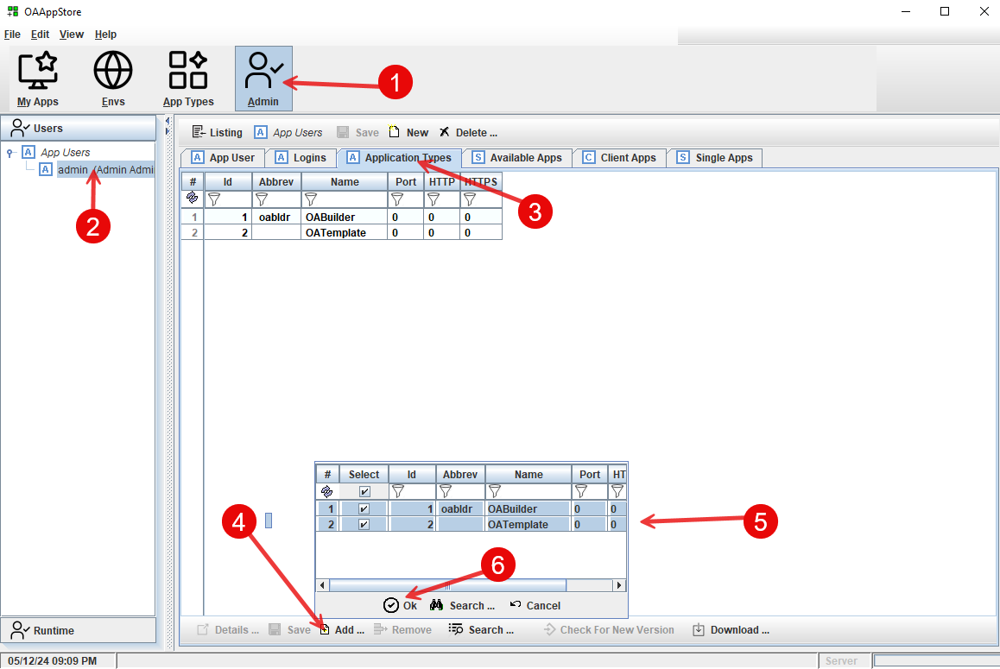 OAAppStore
File Edit View Help
My Apps Envs App Types Admin
1
Users
Listing A App Users Save New Delete ...
A App Users
A admin (Admin Admi
2
A App User A Logins A Application Types S Available Apps C Client Apps S Single Apps
3
# Id Abbrev Name Port HTTP HTTPS
1 1 oabldr OABuilder 0 0 0
2 2 OATemplate 0 0 0
# Select Id Abbrev Name Port HT
1 1 oabldr OABuilder 0 0
2 2 OATemplate 0 0
4
5
6
Ok Search ... Cancel
Details ... Save Add ... Remove Search ... Check For New Version Download ...
Runtime
05/12/24 09:09 PM Server